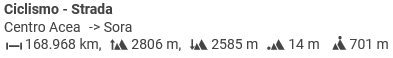 Ciclismo - Strada
Centro Acea -> Sora
168.968 km, 2806 m, 2585 m 14 m 701 m